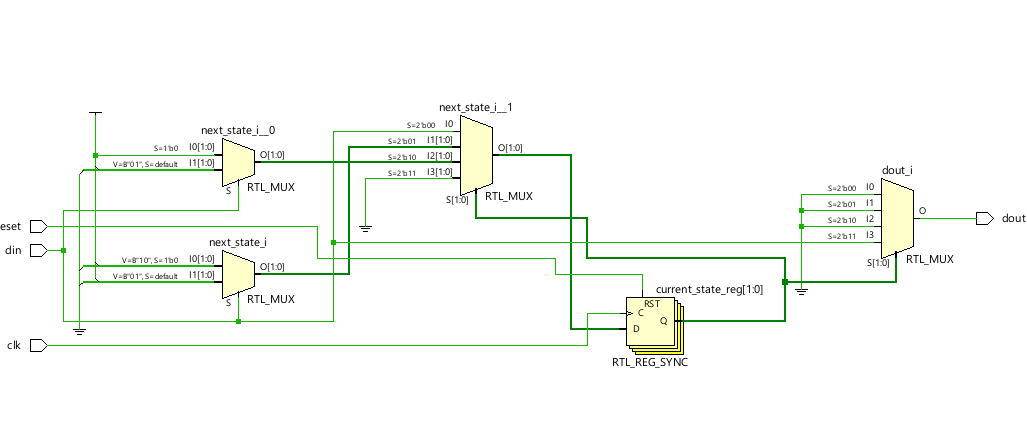 next_state_i__1
S=2'b00 I0
S=2'b01 I1[1:0]
S=2'b10 I2[1:0]
S=2'b11 I3[1:0]
O[1:0]
S[1:0]
RTL_MUX
next_state_i__0
S=1'b0 I0[1:0]
V=B"01", S=default I1[1:0]
O[1:0]
S
RTL_MUX
dout_i
S=2'b00 I0
S=2'b01 I1
S=2'b10 I2
S=2'b11 I3
O
S[1:0]
RTL_MUX
dout
eset
din
next_state_i
V=B"10", S=1'b0 I0[1:0]
V=B"01", S=default I1[1:0]
O[1:0]
S
RTL_MUX
current_state_reg[1:0]
RST
C
Q
D
RTL_REG_SYNC
clk